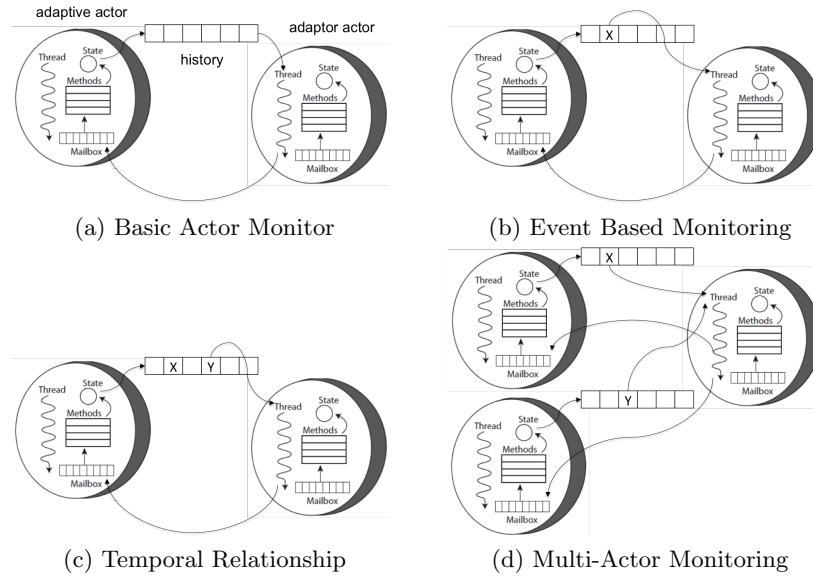 adaptive actor
adaptor actor
history
Thread
State
Methods
Mailbox
Thread
State
Methods
Mailbox
(a) Basic Actor Monitor
X
Thread
State
Methods
Mailbox
Thread
State
Methods
Mailbox
(b) Event Based Monitoring
X Y
Thread
State
Methods
Mailbox
Thread
State
Methods
Mailbox
(c) Temporal Relationship
X
Thread
State
Methods
Mailbox
Thread
State
Methods
Mailbox
Y
Thread
State
Methods
Mailbox
(d) Multi-Actor Monitoring